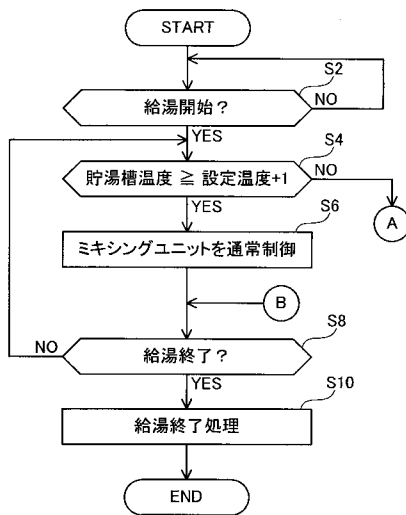 START
S2
給湯開始？
NO
YES
S4
貯湯槽温度 ≧ 設定温度+1
NO
YES
A
S6
ミキシングユニットを通常制御
B
S8
給湯終了？
NO
YES
S10
給湯終了処理
END